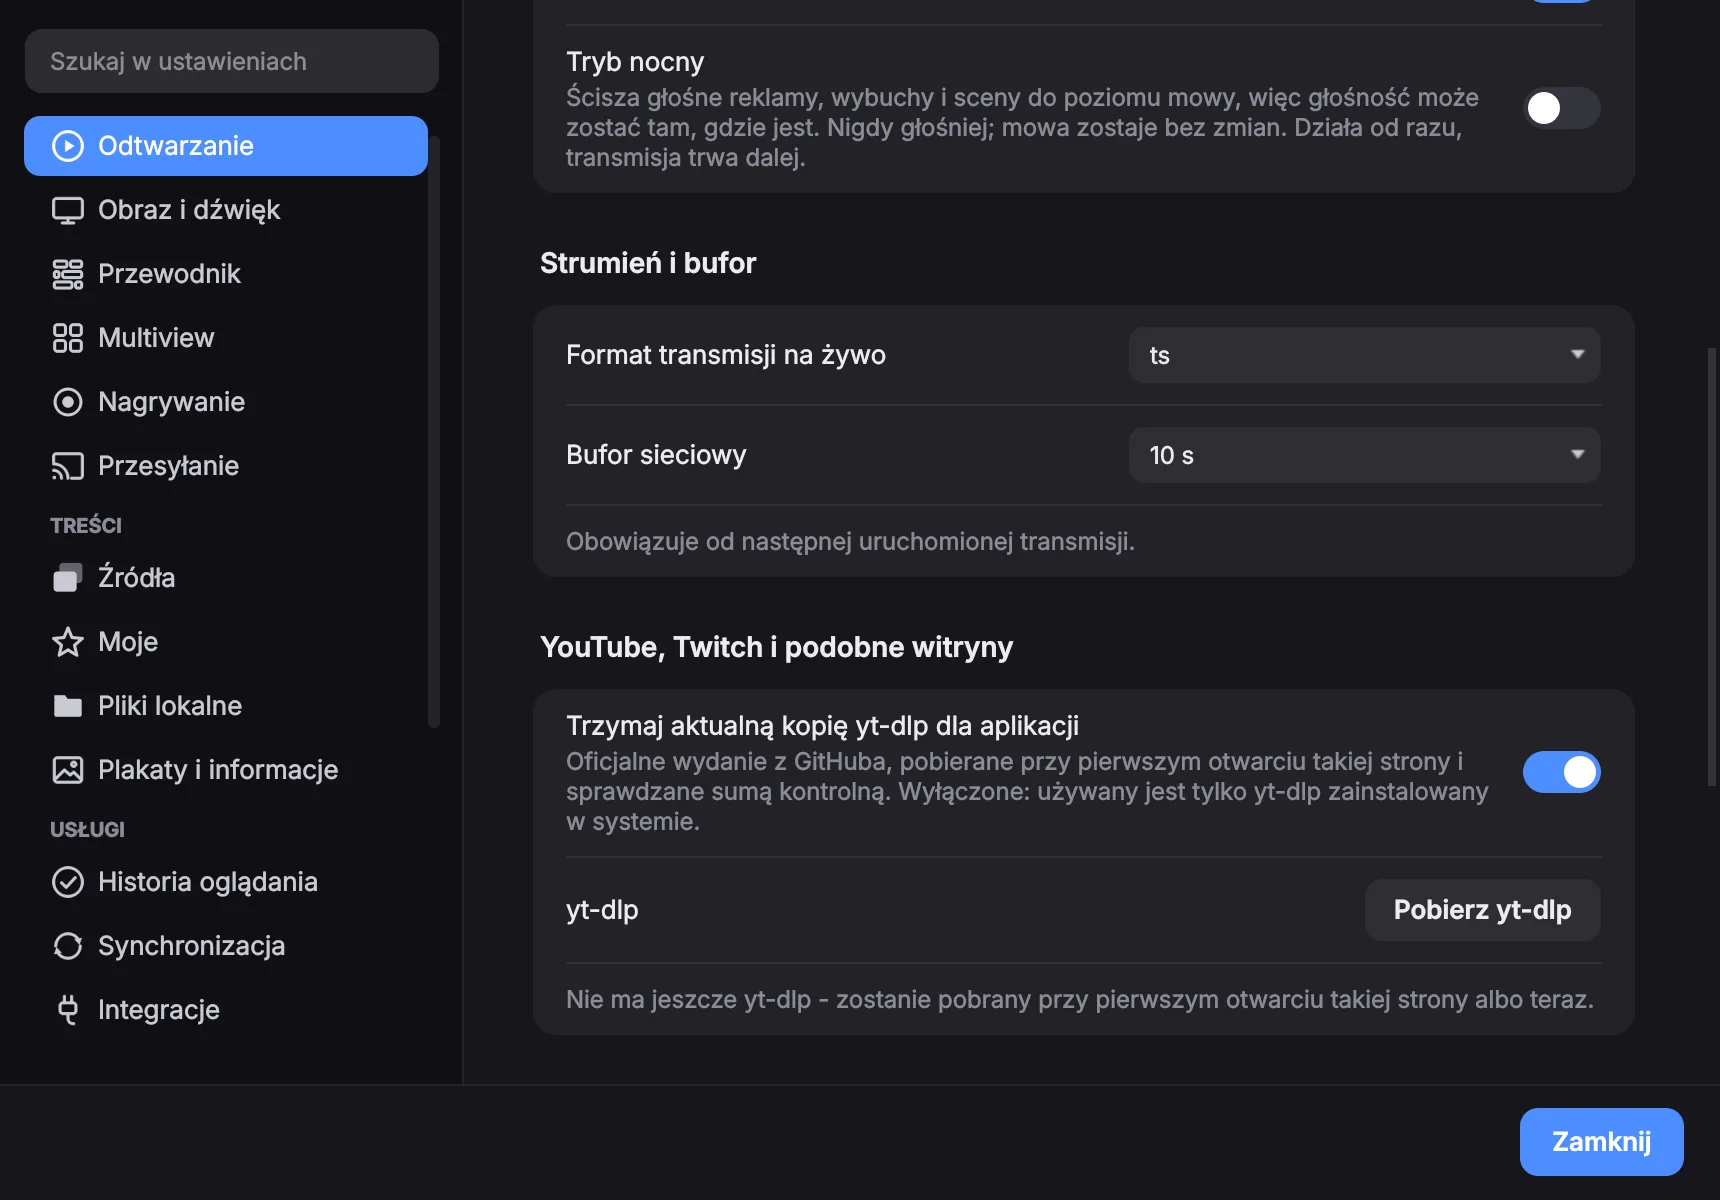 Szukaj w ustawieniach
Odtwarzanie
Obraz i dźwięk
Przewodnik
Multiview
Nagrywanie
Przesyłanie
TREŚCI
Źródła
Moje
Pliki lokalne
Plakaty i informacje
USŁUGI
Historia oglądania
Synchronizacja
Integracje
Tryb nocny
Ścisza głośne reklamy, wybuchy i sceny do poziomu mowy, więc głośność może
zostać tam, gdzie jest. Nigdy głośniej; mowa zostaje bez zmian. Działa od razu,
transmisja trwa dalej.
Strumień i bufor
Format transmisji na żywo
ts
Bufor sieciowy
10 s
Obowiązuje od następnej uruchomionej transmisji.
YouTube, Twitch i podobne witryny
Trzymaj aktualną kopię yt-dlp dla aplikacji
Oficjalne wydanie z GitHuba, pobierane przy pierwszym otwarciu takiej strony i
sprawdzane sumą kontrolną. Wyłączone: używany jest tylko yt-dlp zainstalowany
w systemie.
yt-dlp
Pobierz yt-dlp
Nie ma jeszcze yt-dlp - zostanie pobrany przy pierwszym otwarciu takiej strony albo teraz.
Zamknij